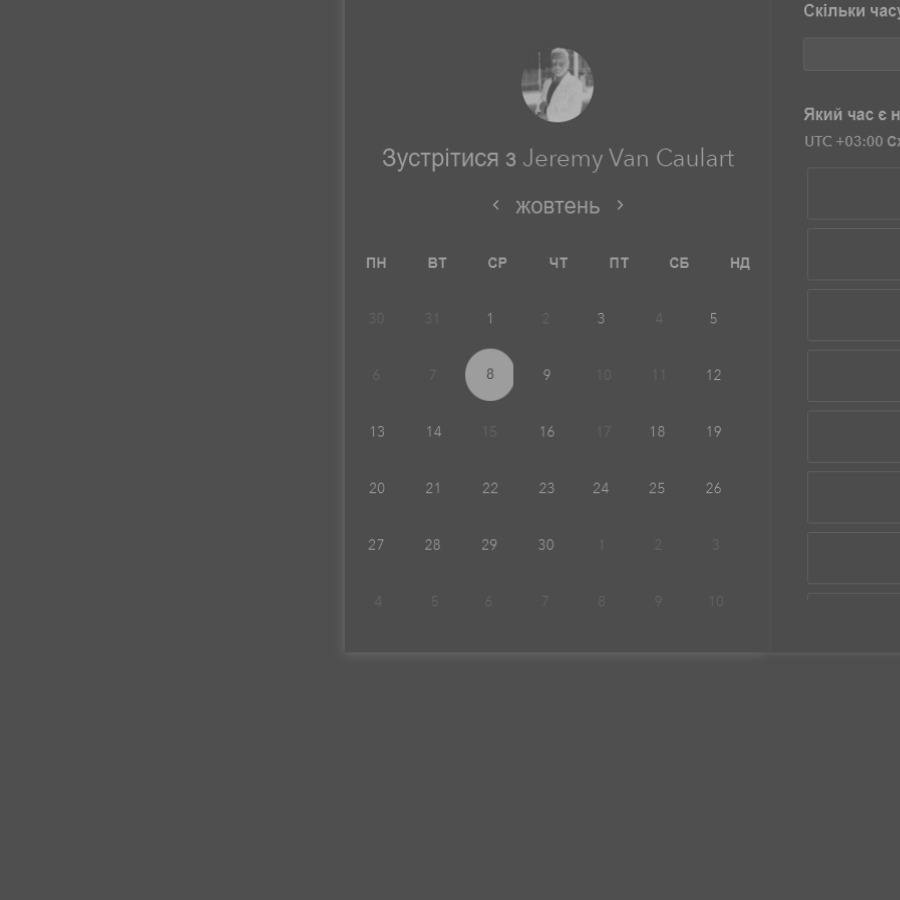 Скільки часу
Який час є н
UTC +03:00 Сх
Зустрітися з Jeremy Van Caulart
жовтень
ПН ВТ СР ЧТ ПТ СБ НД
30 31 1 2 3 4 5
6 7 8 9 10 11 12
13 14 15 16 17 18 19
20 21 22 23 24 25 26
27 28 29 30 1 2 3
4 5 6 7 8 9 10